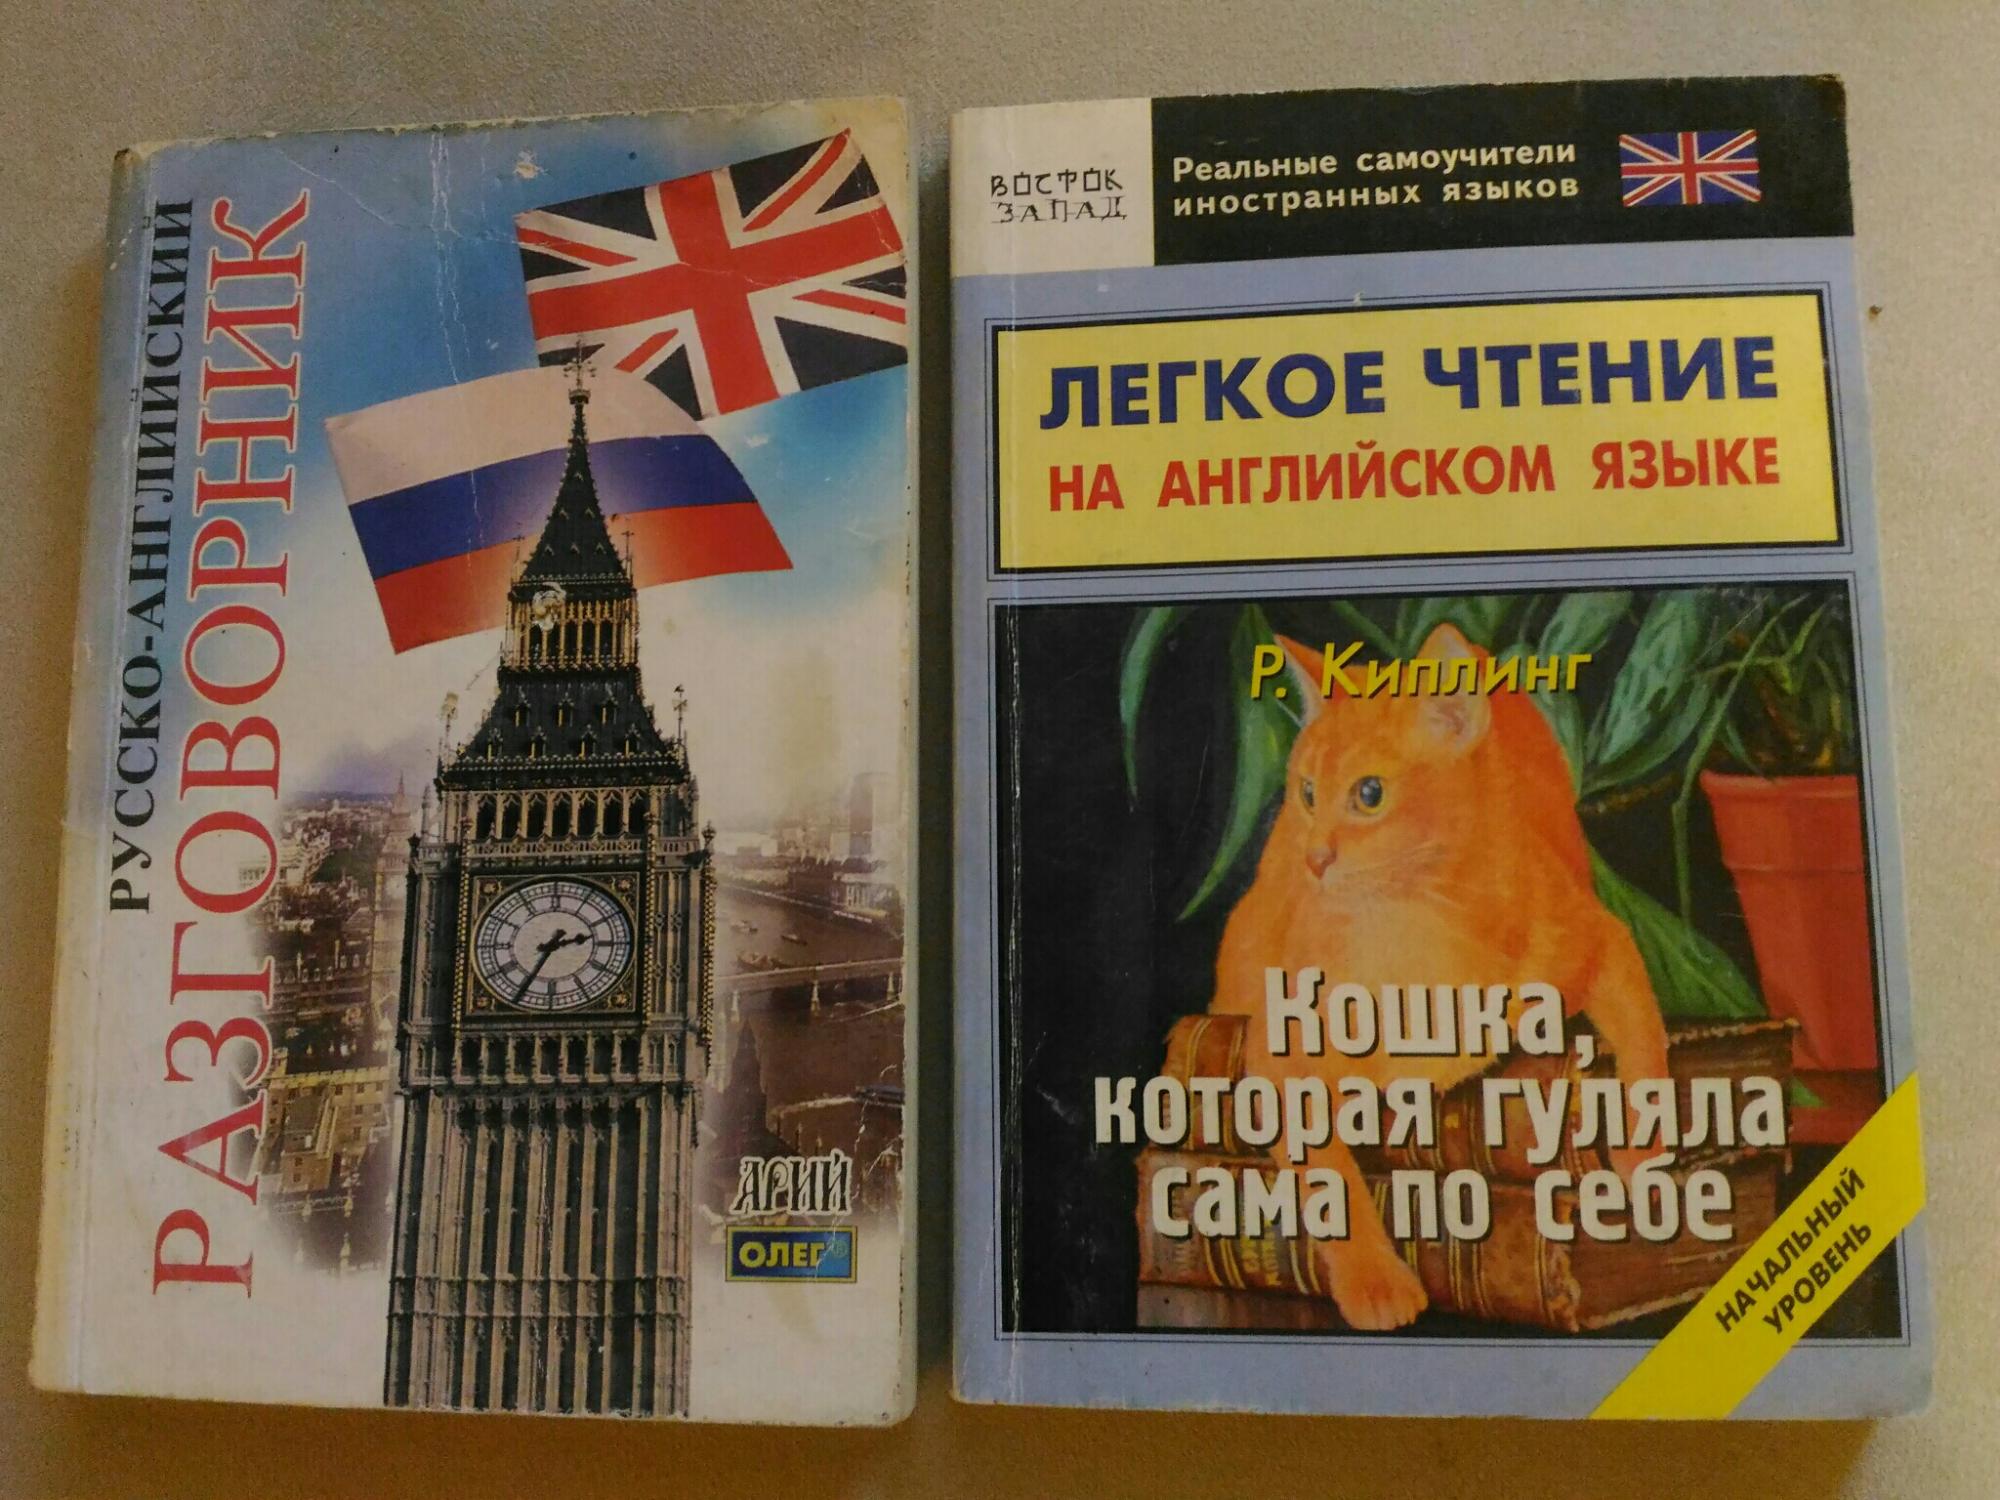 РУССКО-АНГЛИЙСКИЙ
РАЗГОВОРНИК
АРИЙ
ОЛЕГ®
ВОСТОК
ЗАПАД
Реальные самоучители
иностранных языков
ЛЕГКОЕ ЧТЕНИЕ
НА АНГЛИЙСКОМ ЯЗЫКЕ
Р. Киплинг
Кошка,
которая гуляла
сама по себе
НАЧАЛЬНЫЙ
УРОВЕНЬ